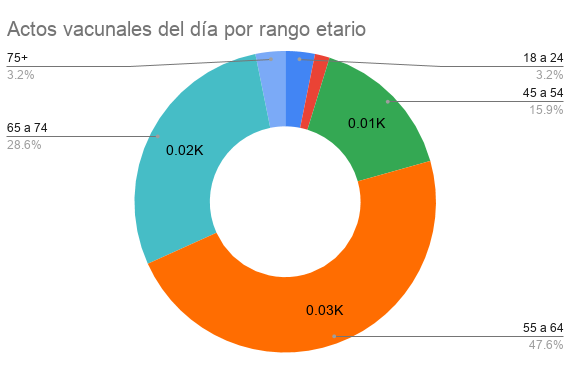 Actos vacunales del día por rango etario
75+
3.2%
18 a 24
3.2%
45 a 54
15.9%
65 a 74
28.6%
0.01K
0.02K
0.03K
55 a 64
47.6%